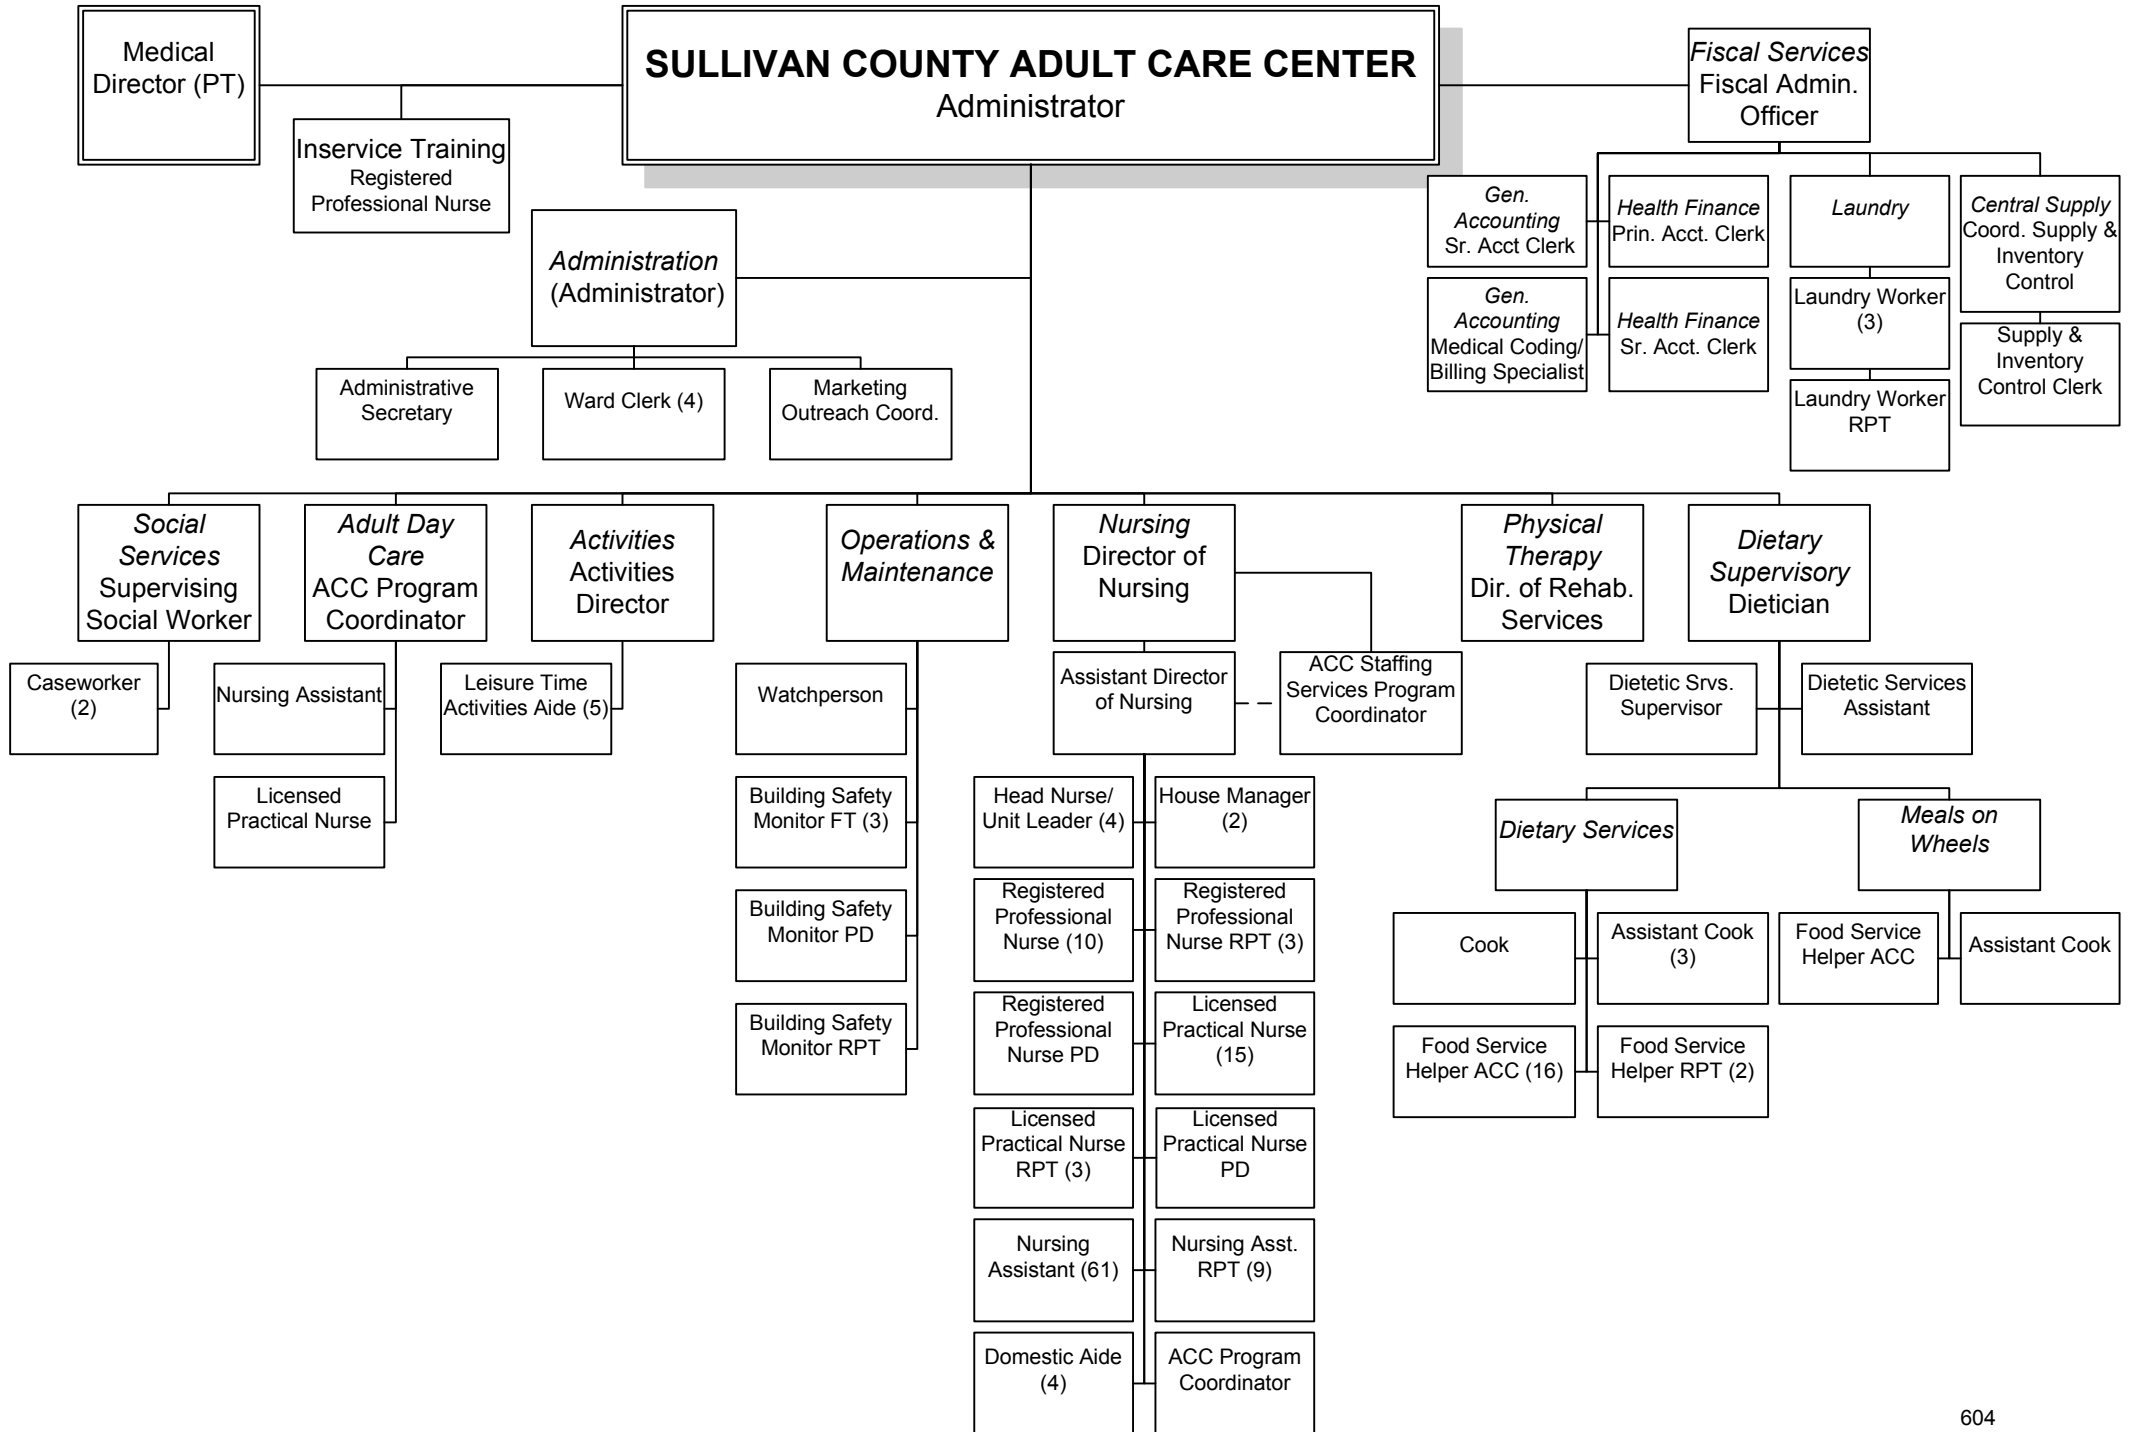 Medical
Director (PT)
SULLIVAN COUNTY ADULT CARE CENTER
Administrator
Fiscal Services
Fiscal Admin.
Officer
Inservice Training
Registered
Professional Nurse
Administration
(Administrator)
Administrative
Secretary
Ward Clerk (4)
Marketing
Outreach Coord.
Gen.
Accounting
Sr. Acct Clerk
Health Finance
Prin. Acct. Clerk
Laundry
Central Supply
Coord. Supply &
Inventory
Control
Gen.
Accounting
Medical Coding/
Billing Specialist
Health Finance
Sr. Acct. Clerk
Laundry Worker
(3)
Supply &
Inventory
Control Clerk
Laundry Worker
RPT
Social
Services
Supervising
Social Worker
Adult Day
Care
ACC Program
Coordinator
Activities
Activities
Director
Operations &
Maintenance
Nursing
Director of
Nursing
Physical
Therapy
Dir. of Rehab.
Services
Dietary
Supervisory
Dietician
Caseworker
(2)
Nursing Assistant
Licensed
Practical Nurse
Leisure Time
Activities Aide (5)
Watchperson
Building Safety
Monitor FT (3)
Building Safety
Monitor PD
Building Safety
Monitor RPT
Assistant Director
of Nursing
ACC Staffing
Services Program
Coordinator
Head Nurse/
Unit Leader (4)
House Manager
(2)
Registered
Professional
Nurse (10)
Registered
Professional
Nurse RPT (3)
Registered
Professional
Nurse PD
Licensed
Practical Nurse
(15)
Licensed
Practical Nurse
RPT (3)
Licensed
Practical Nurse
PD
Nursing
Assistant (61)
Nursing Asst.
RPT (9)
Domestic Aide
(4)
ACC Program
Coordinator
Dietetic Srvs.
Supervisor
Dietetic Services
Assistant
Dietary Services
Meals on
Wheels
Cook
Assistant Cook
(3)
Food Service
Helper ACC (16)
Food Service
Helper RPT (2)
Food Service
Helper ACC
Assistant Cook
604